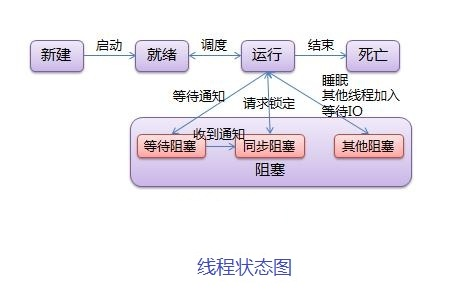 新建
启动
就绪
调度
运行
结束
死亡
等待通知
请求锁定
睡眠
其他线程加入
等待IO
等待阻塞
收到通知
同步阻塞
其他阻塞
阻塞
线程状态图